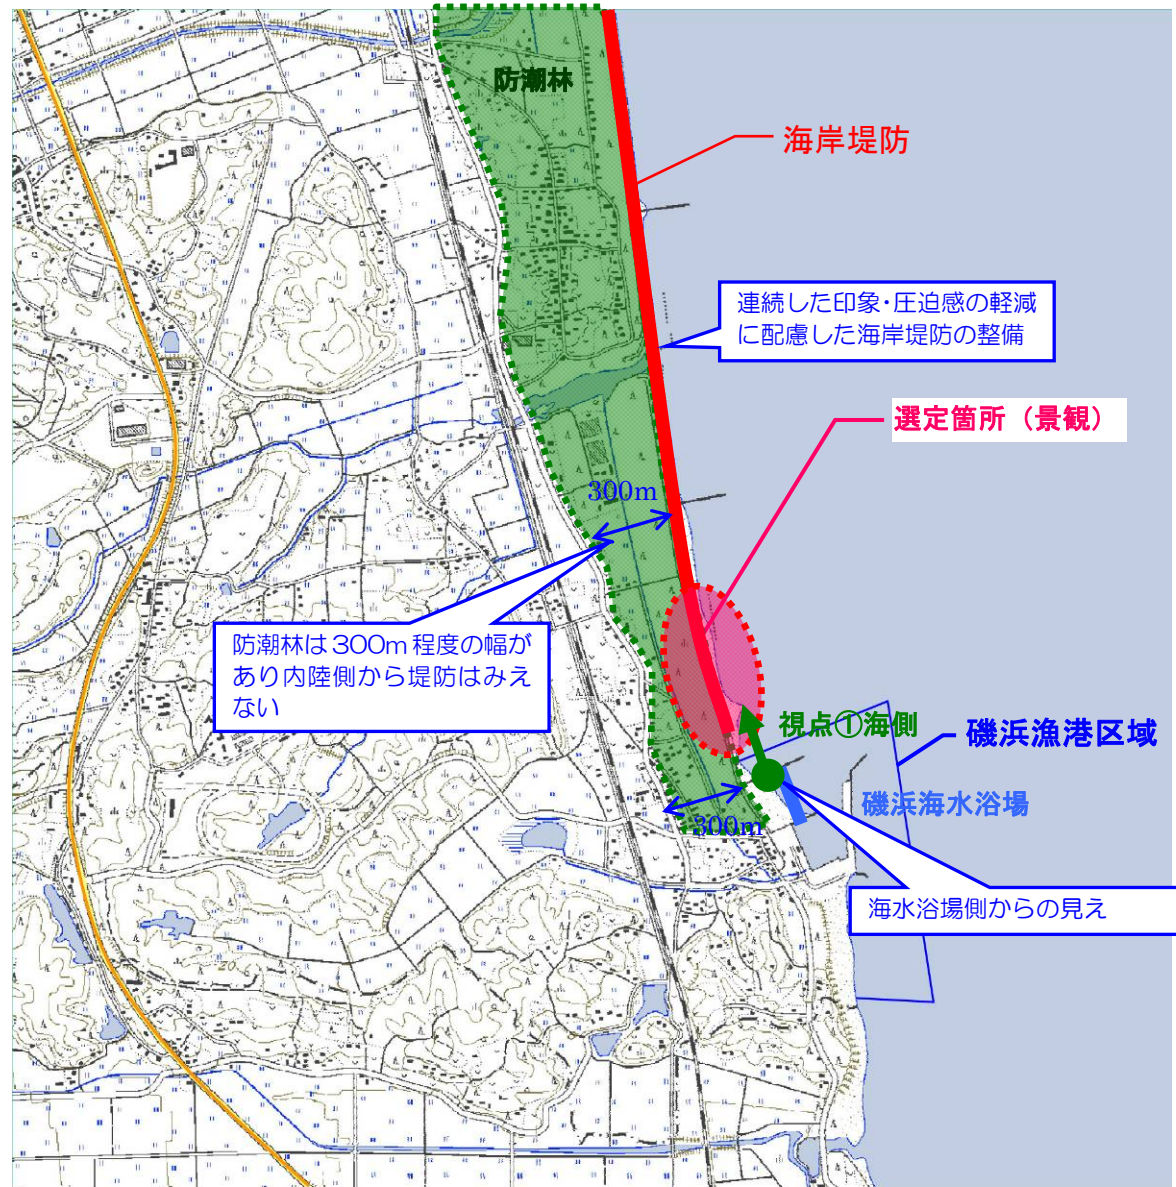 防潮林
海岸堤防
連続した印象・圧迫感の軽減
に配慮した海岸堤防の整備
選定箇所（景観）
300m
防潮林は300m程度の幅が
あり内陸側から堤防はみえ
ない
視点①海側
磯浜漁港区域
磯浜海水浴場
300m
海水浴場側からの見え